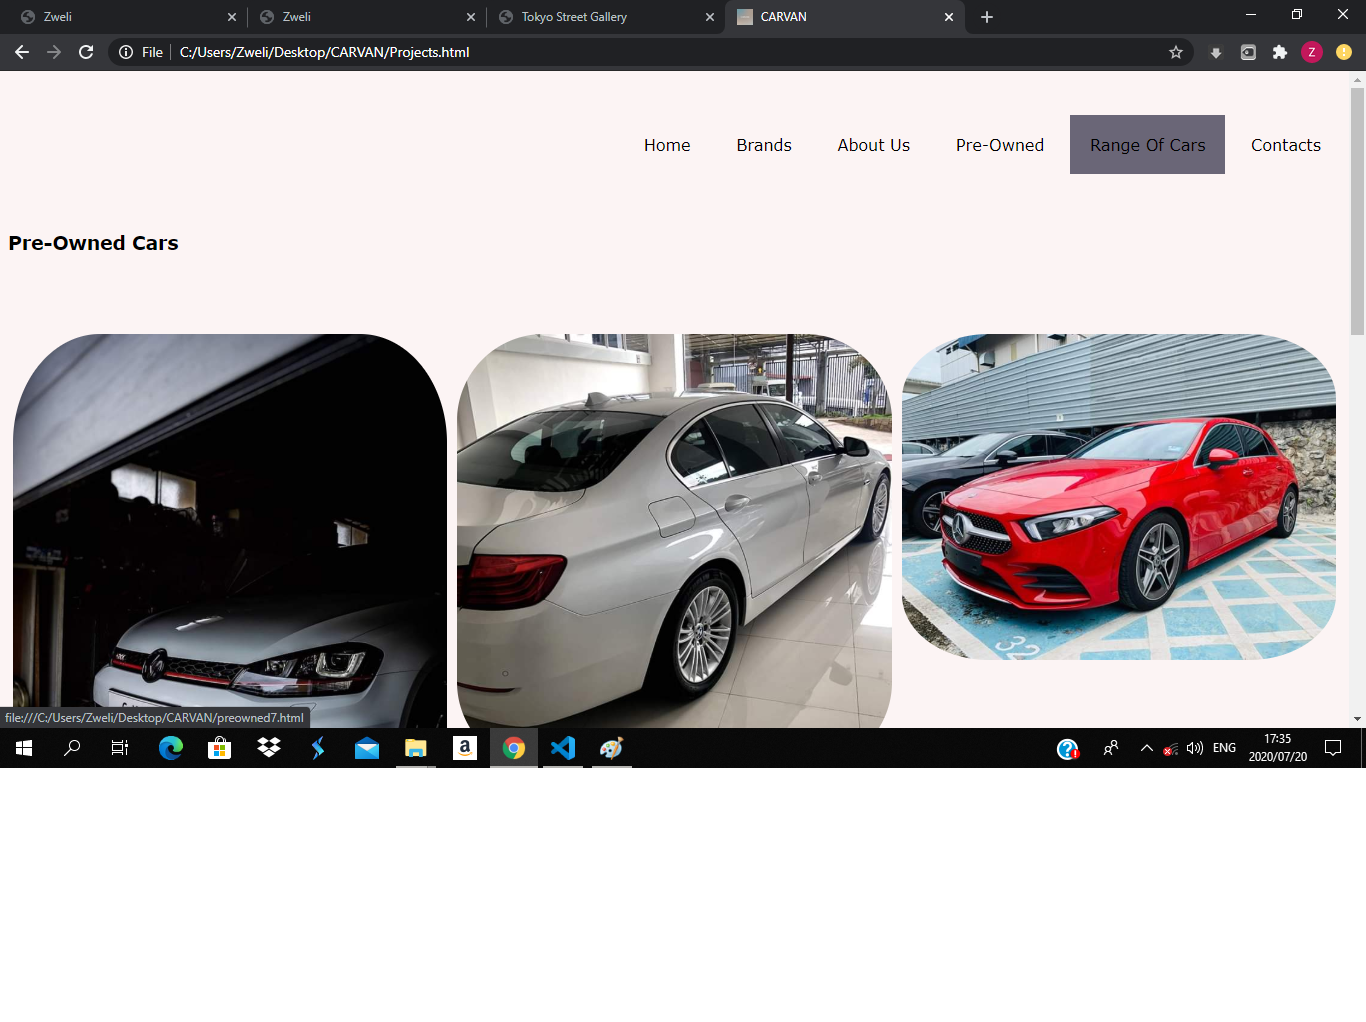 Zweli
Zweli
Tokyo Street Gallery
CARVAN
File
C:/Users/Zweli/Desktop/CARVAN/Projects.html
Z
Home
Brands
About Us
Pre-Owned
Range Of Cars
Contacts
Pre-Owned Cars
32
file:///C:/Users/Zweli/Desktop/CARVAN/preowned7.html
a
ENG
17:35
2020/07/20